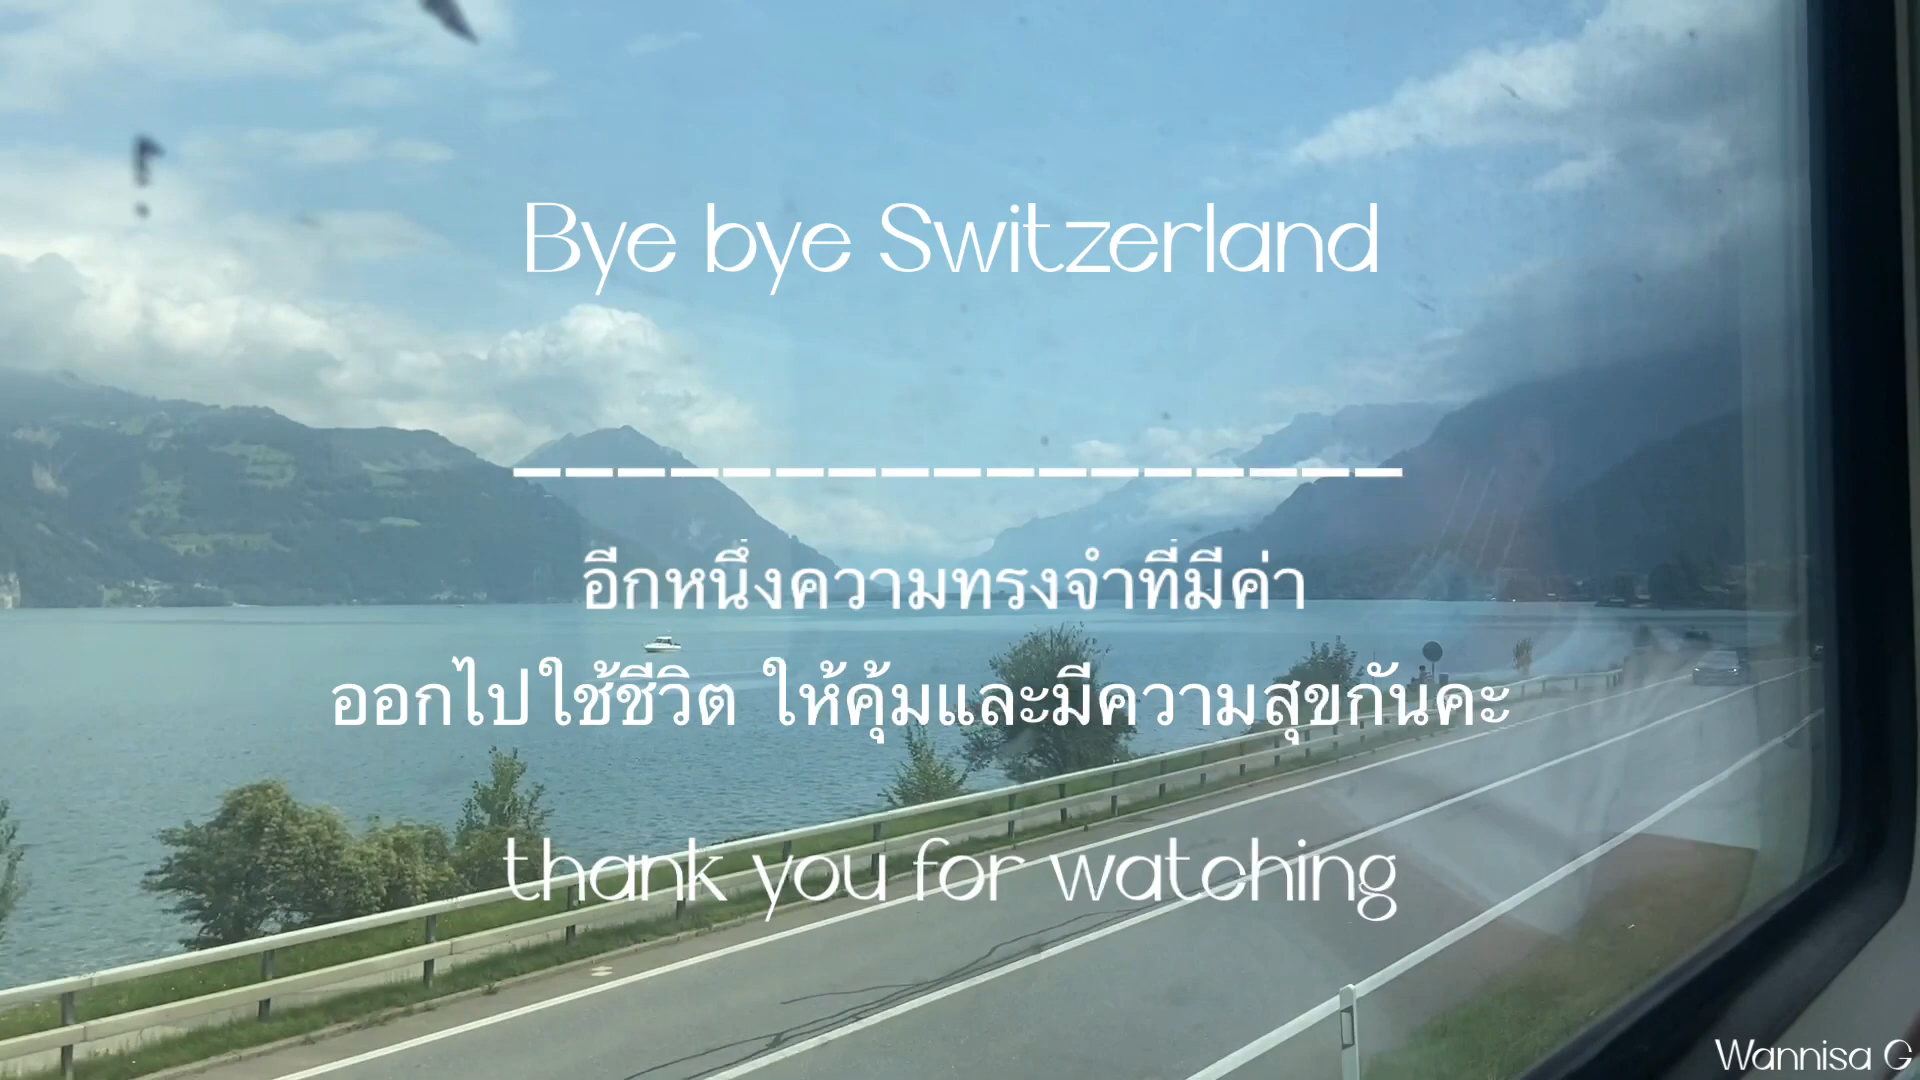 Bye bye Switzerland
-----------------
อีกหนึ่งความทรงจำที่มีค่า
ออกไปใช้ชีวิต ให้คุ้มและมีความสุขกันคะ
thank you for watching
Wannisa G